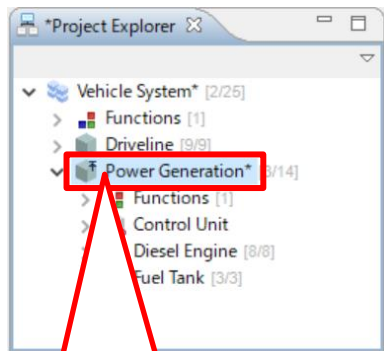 *Project Explorer
Vehicle System* [2/25]
Functions [1]
Driveline [9/9]
Power Generation* /14]
Functions [1]
Control Unit
Diesel Engine [8/8]
Fuel Tank [3/3]